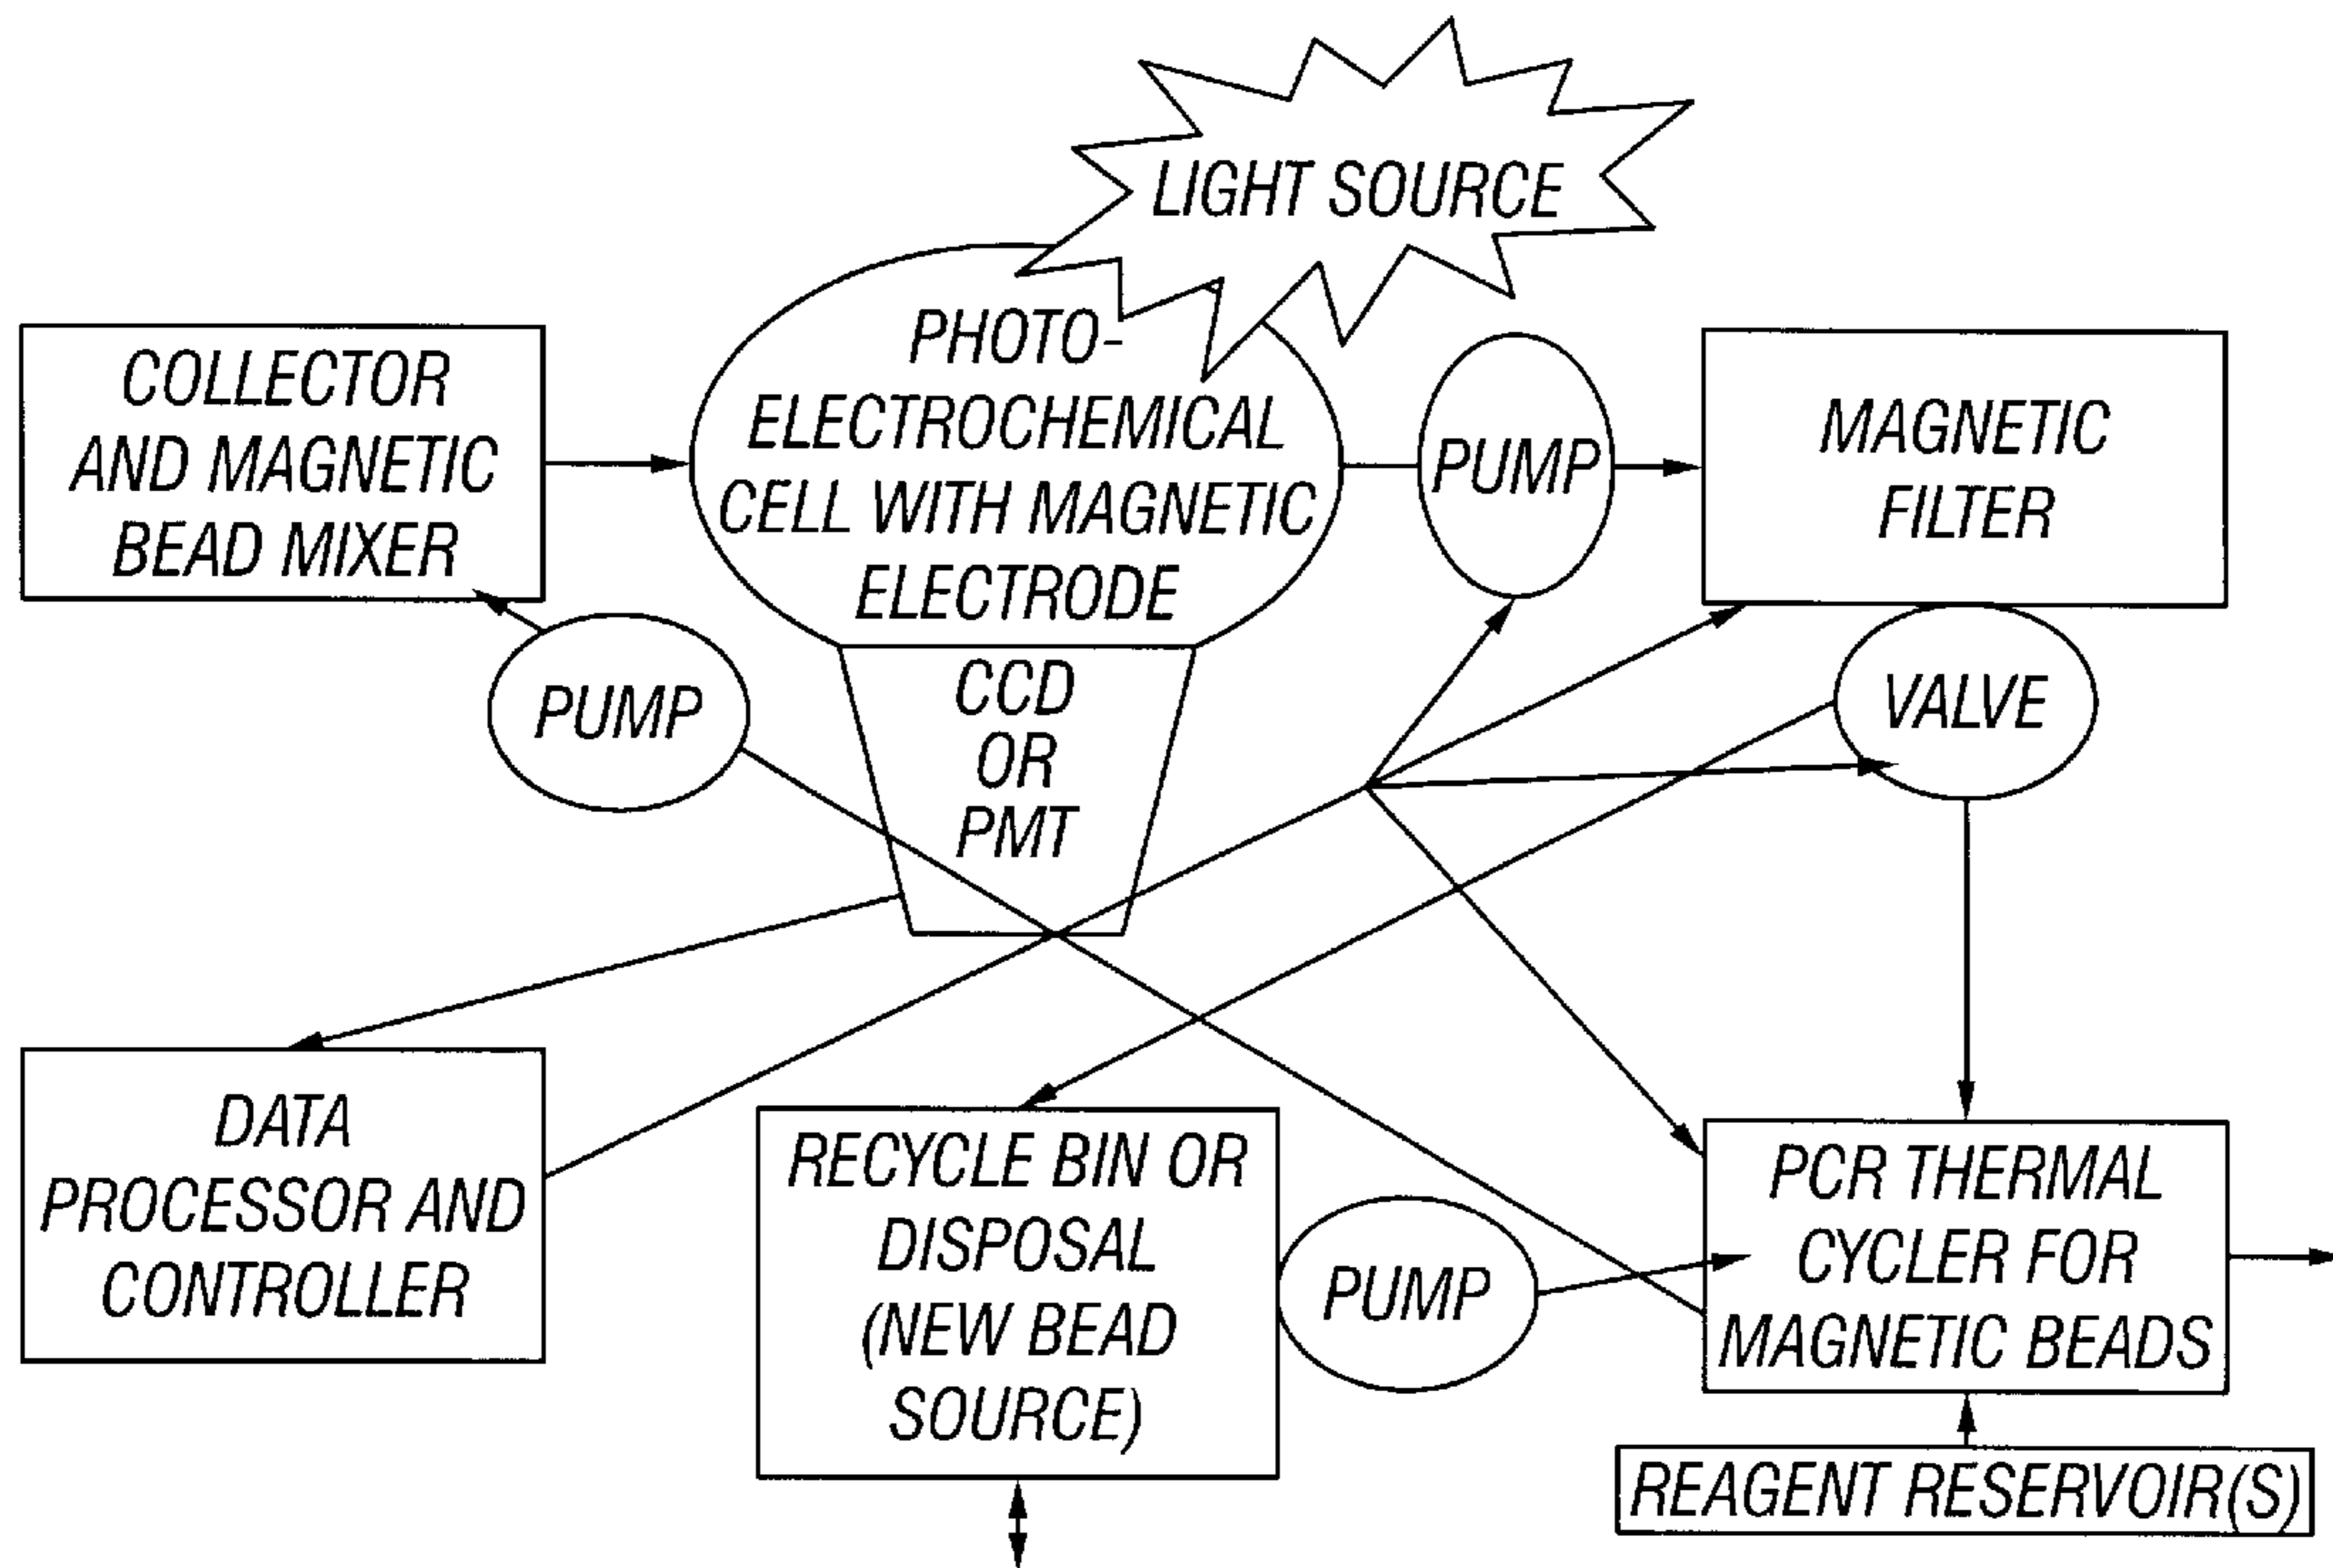 LIGHT SOURCE
COLLECTOR
AND MAGNETIC
BEAD MIXER
PHOTO-
ELECTROCHEMICAL
CELL WITH MAGNETIC
ELECTRODE
PUMP
MAGNETIC
FILTER
PUMP
CCD
OR
PMT
VALVE
DATA
PROCESSOR AND
CONTROLLER
RECYCLE BIN OR
DISPOSAL
(NEW BEAD
SOURCE)
PUMP
PCR THERMAL
CYCLER FOR
MAGNETIC BEADS
REAGENT RESERVOIR(S)